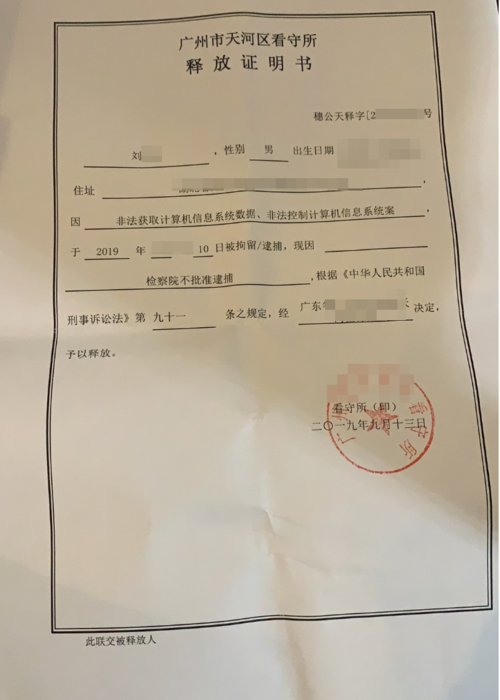 广州市天河区看守所
释放证明书
穗公天释字[2 号
刘 ，性别 男 出生日期
住址 ，
因 非法获取计算机信息系统数据、非法控制计算机信息系统案 ，
于 2019 年 10 日被拘留/逮捕，现因
检察院不批准逮捕 ,根据《中华人民共和国
刑事诉讼法》第 九十一 条之规定，经 广东 决定，
予以释放。
看守所（印）
二〇一九年九月十三日
广州 看守所
此联交被释放人